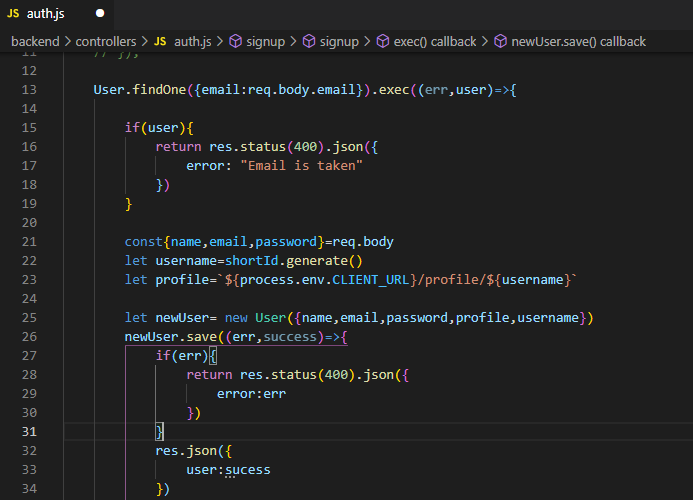 JS auth.js
backend > controllers > JS auth.js > signup > signup > exec() callback > newUser.save() callback
11 // });
12
13 User.findOne({email:req.body.email}).exec((err,user)=>{
14
15 if(user){
16 return res.status(400).json({
17 error: "Email is taken"
18 })
19 }
20
21 const{name,email,password}=req.body
22 let username=shortId.generate()
23 let profile=`${process.env.CLIENT_URL}/profile/${username}`
24
25 let newUser= new User({name,email,password,profile,username})
26 newUser.save((err,success)=>{
27 if(err){
28 return res.status(400).json({
29 error:err
30 })
31 }
32 res.json({
33 user:sucess
34 })